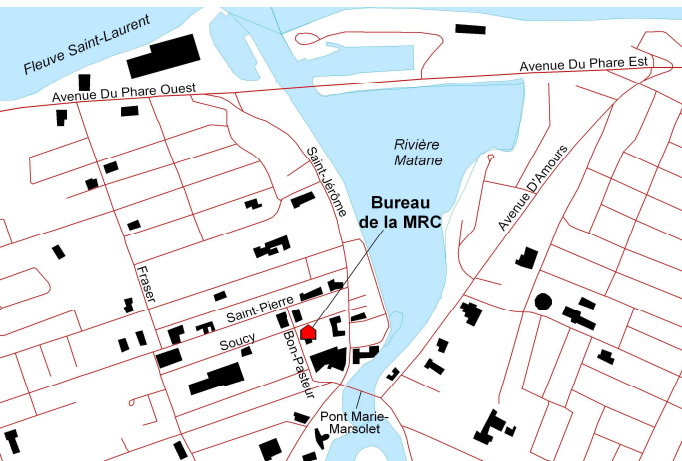 Fleuve Saint-Laurent
Avenue Du Phare Est
Avenue Du Phare Ouest
Rivière
Matane
Saint-Jérôme
Avenue D'Amours
Bureau
de la MRC
Fraser
Saint-Pierre
Soucy
Bon-Pasteur
Pont Marie-
Marsolet